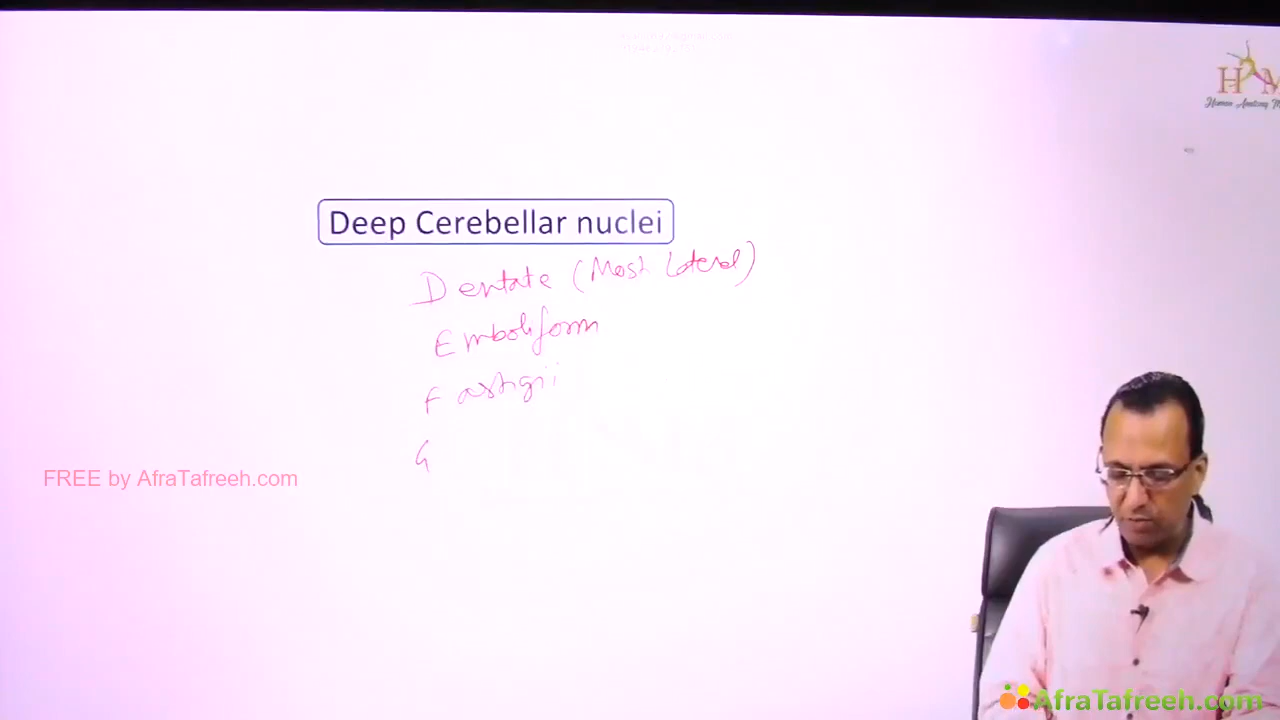 Deep Cerebellar nuclei
Dentate (Most Lateral)
Emboliform
Fastigii
G
FREE by AfraTafreeh.com
AfraTafreeh.com